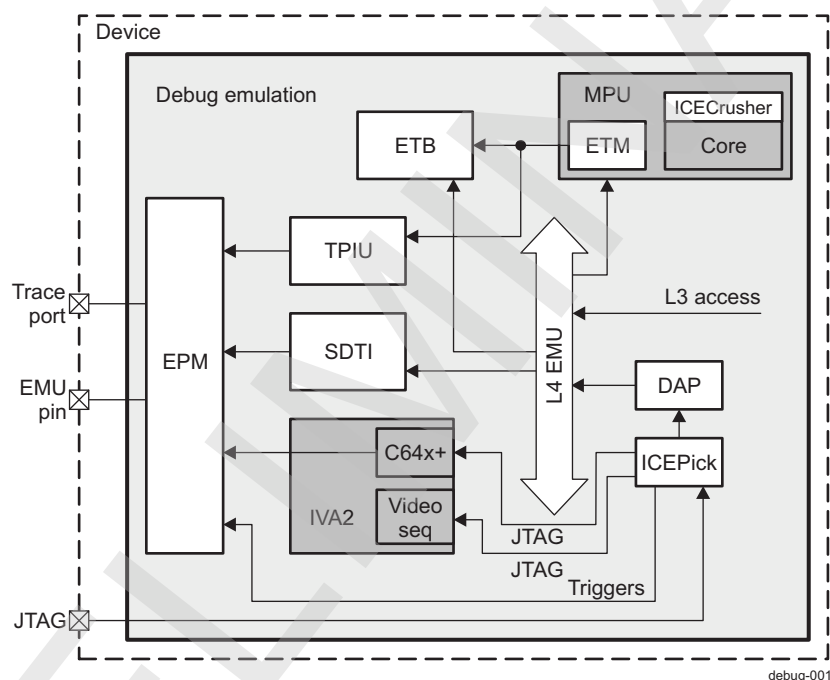 Device
Debug emulation
MPU
ICECrusher
Core
ETM
ETB
TPIU
Trace
port
L3 access
SDTI
EPM
L4 EMU
DAP
EMU
pin
C64x+
ICEPick
IVA2
Video
seq
JTAG
JTAG
Triggers
JTAG
debug-001